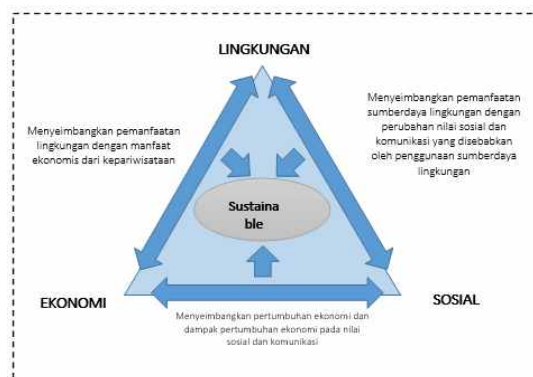 LINGKUNGAN
Menyeimbangkan pemanfaatan
lingkungan dengan manfaat
ekonomis dari kepariwisataan
Menyeimbangkan pemanfaatan
sumberdaya lingkungan dengan
perubahan nilai sosial dan
komunikasi yang disebabkan
oleh penggunaan sumberdaya
lingkungan
Sustaina
ble
EKONOMI
SOSIAL
Menyeimbangkan pertumbuhan ekonomi dan
dampak pertumbuhan ekonomi pada nilai
sosial dan komunikasi